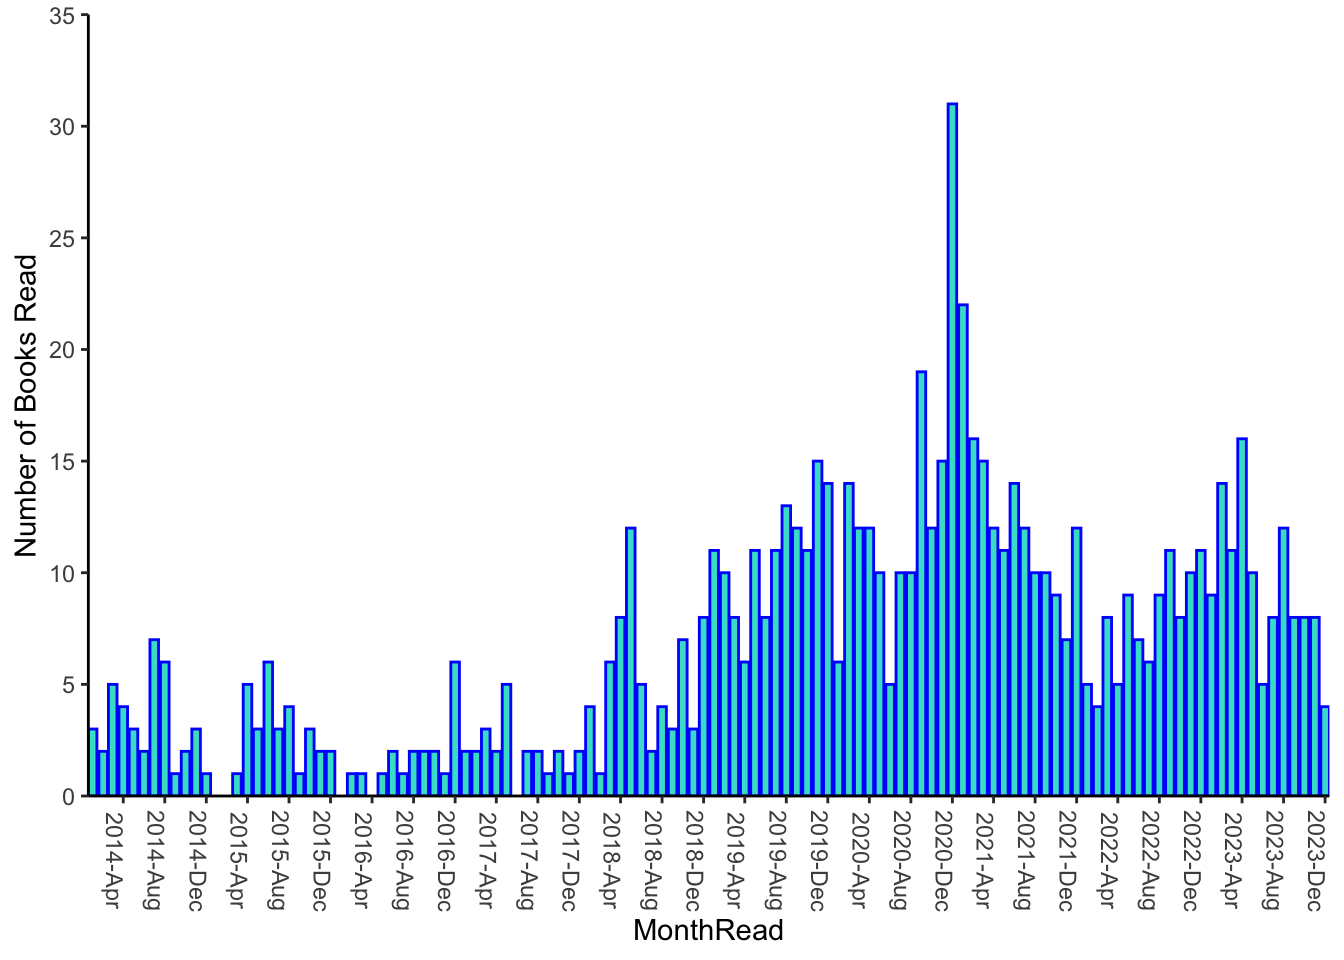 35
30
25
20
15
10
5
0
Number of Books Read
2014-Apr
2014-Aug
2014-Dec
2015-Apr
2015-Aug
2015-Dec
2016-Apr
2016-Aug
2016-Dec
2017-Apr
2017-Aug
2017-Dec
2018-Apr
2018-Aug
2018-Dec
2019-Apr
2019-Aug
2019-Dec
2020-Apr
2020-Aug
2020-Dec
2021-Apr
2021-Aug
2021-Dec
2022-Apr
2022-Aug
2022-Dec
2023-Apr
2023-Aug
2023-Dec
MonthRead